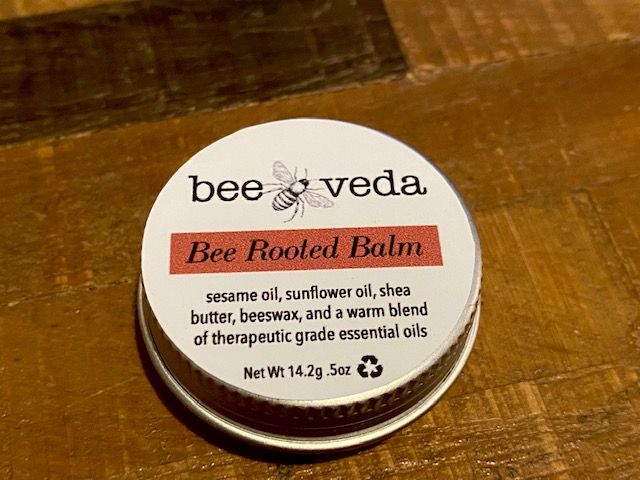 bee veda
Bee Rooted Balm
sesame oil, sunflower oil, shea
butter, beeswax, and a warm blend
of therapeutic grade essential oils
Net Wt 14.2g .5oz